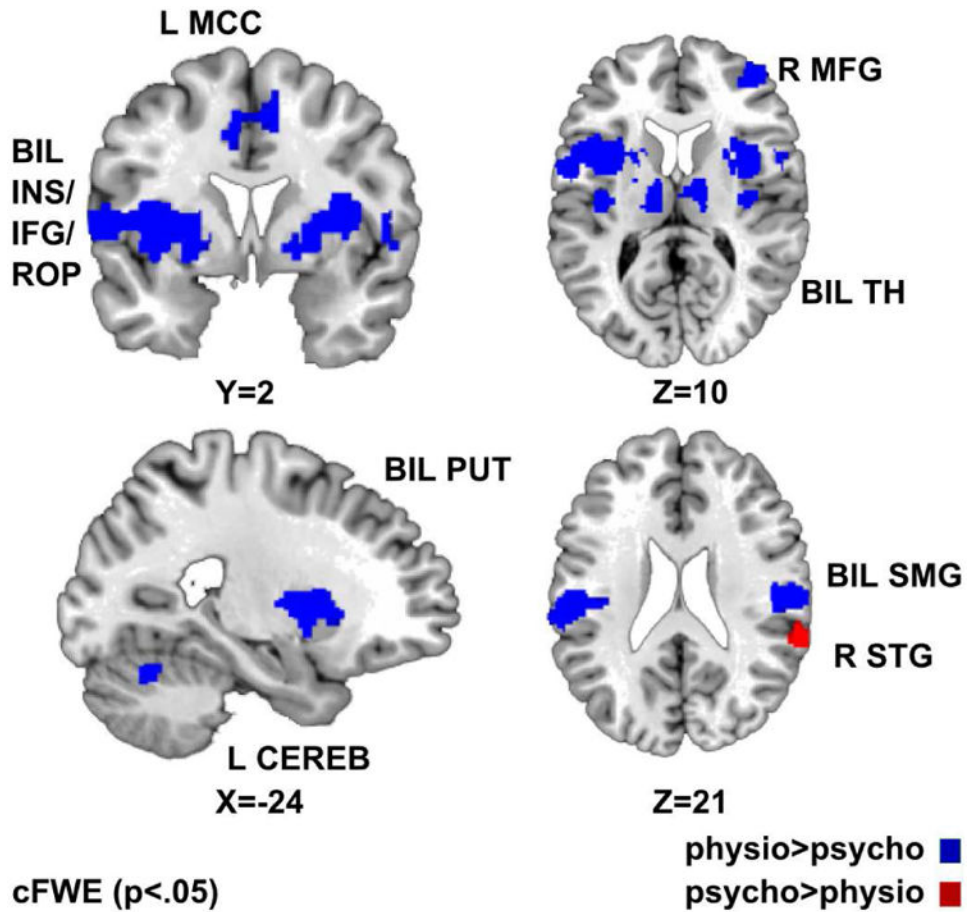 L MCC
R MFG
BIL
INS/
IFG/
ROP
BIL TH
Y=2
Z=10
BIL PUT
BIL SMG
R STG
L CEREB
X=-24
Z=21
physio>psycho
cFWE (p<.05)
psycho>physio